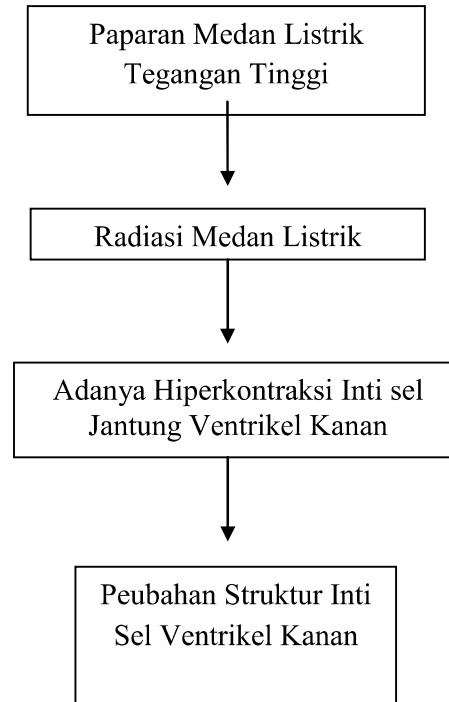 Paparan Medan Listrik
Tegangan Tinggi
Radiasi Medan Listrik
Adanya Hiperkontraksi Inti sel
Jantung Ventrikel Kanan
Peubahan Struktur Inti
Sel Ventrikel Kanan